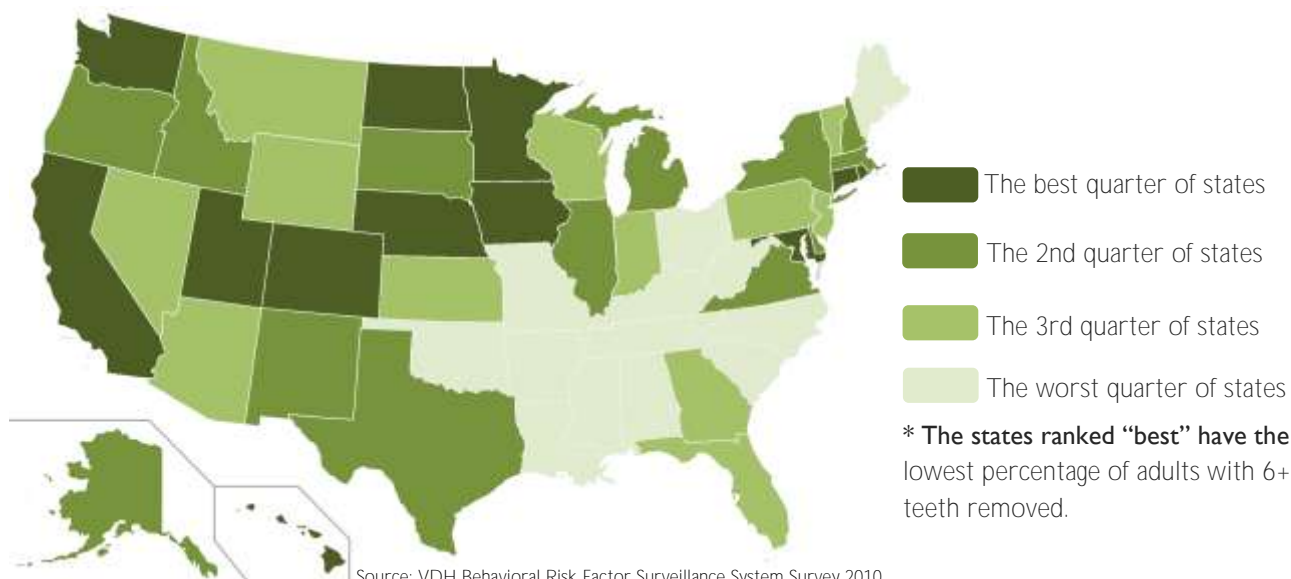 The best quarter of states
The 2nd quarter of states
The 3rd quarter of states
The worst quarter of states
* The states ranked “best” have the
lowest percentage of adults with 6+
teeth removed.
Source: VDH Behavioral Risk Factor Surveillance System Survey 2010